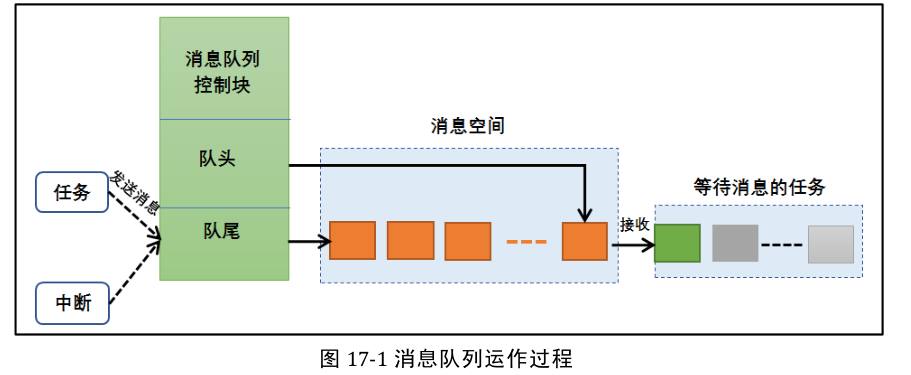 消息队列
控制块
消息空间
队头
任务
发送消息
等待消息的任务
队尾
接收
中断
图 17-1 消息队列运作过程